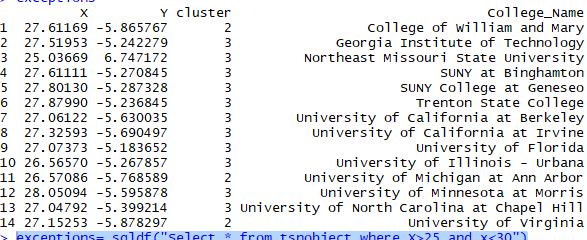 X Y cluster College_Name
1 27.61169 -5.865767 2 College of William and Mary
2 27.51953 -5.242279 3 Georgia Institute of Technology
3 25.03669 6.747172 3 Northeast Missouri State University
4 27.61111 -5.270845 3 SUNY at Binghamton
5 27.80130 -5.287328 3 SUNY College at Geneseo
6 27.87990 -5.236845 3 Trenton State College
7 27.06122 -5.630035 3 University of California at Berkeley
8 27.32593 -5.690497 3 University of California at Irvine
9 27.07373 -5.183652 3 University of Florida
10 26.56570 -5.267857 3 University of Illinois - Urbana
11 26.57086 -5.768589 2 University of Michigan at Ann Arbor
12 28.05094 -5.595878 3 University of Minnesota at Morris
13 27.04792 -5.399214 3 University of North Carolina at Chapel Hill
14 27.15253 -5.878297 2 University of Virginia
> exceptions= sqldf("Select * from tsnobject where X>25 and X<30")